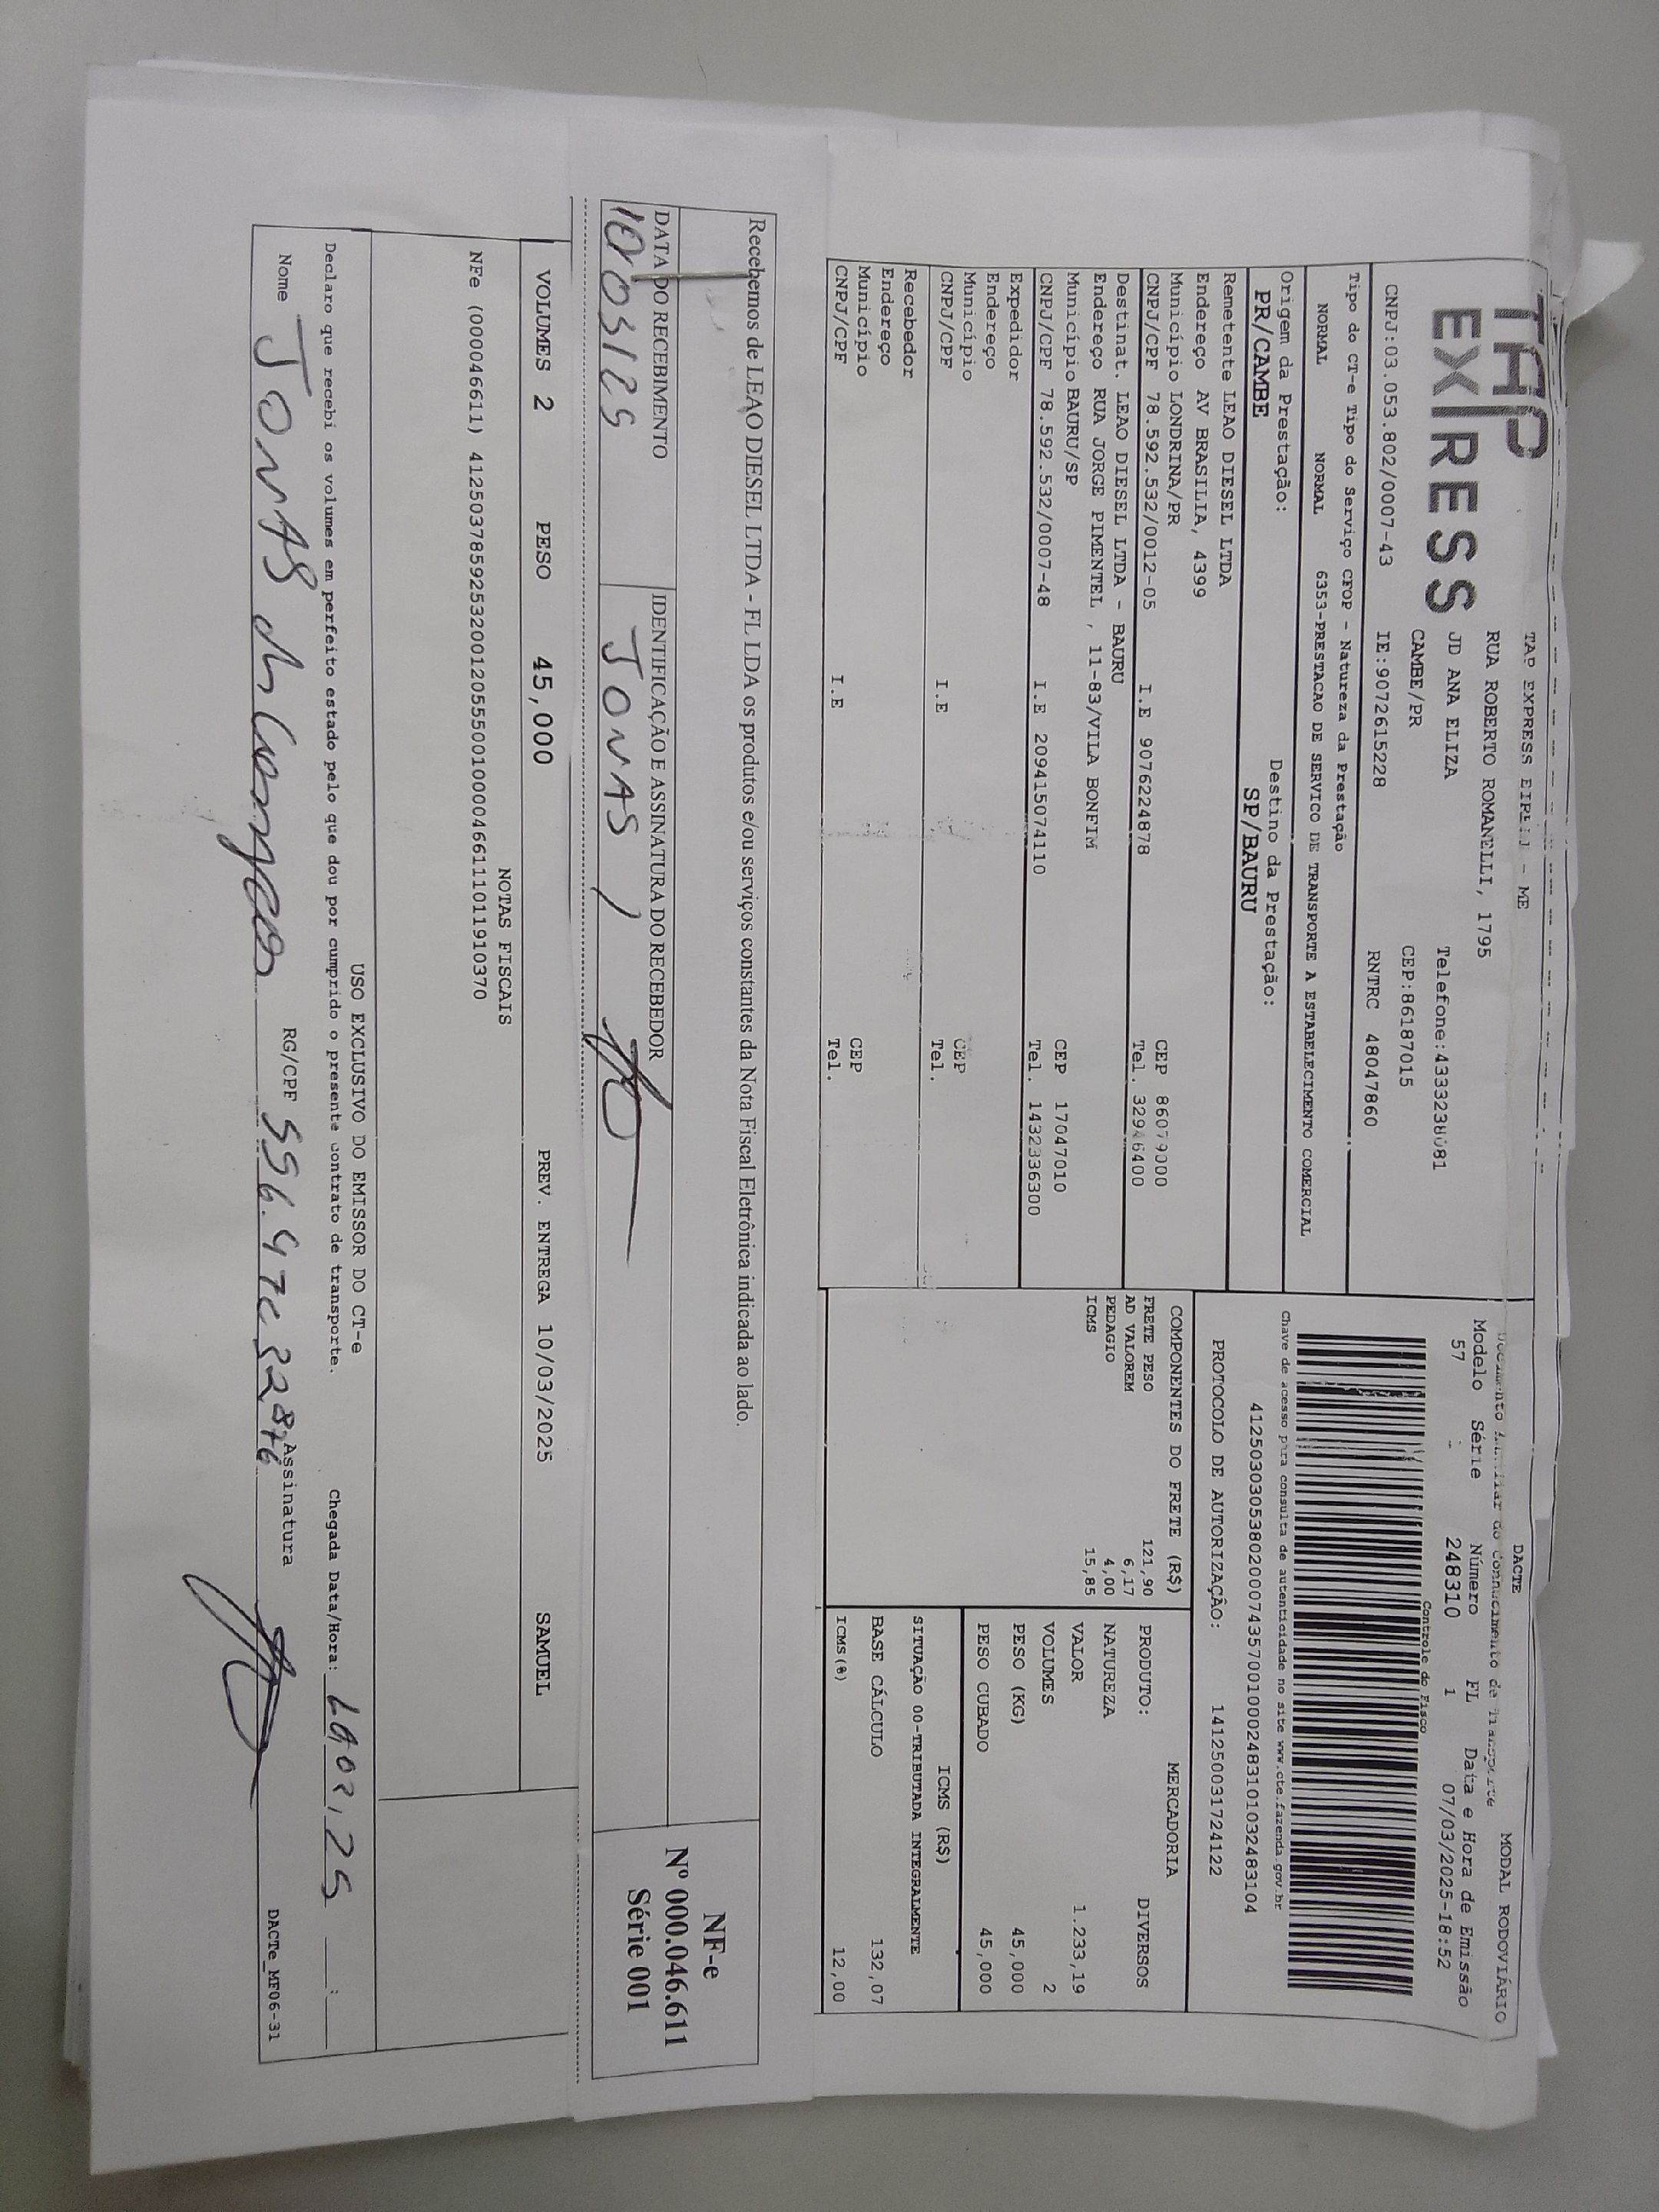 TAP EXPRESS
TAP EXPRESS - ME
RUA ROBERTO ROMANELLI, 1795
JD ANA ELIZA
Telefone:
CAMBE/PR
CEP:86187015
CNPJ:03.053.802/0007-43 IE:9072615228 RNTRC 48047860
DACTE
MODAL RODOVIÁRIO
Modelo Série Número FL Data e Hora de Emissão
57 248310 1 07/03/2025-18:52
Controle do Fisco
Chave de acesso para consulta de autenticidade no site www.cte.fazenda.gov.br
41250303053802000743570010002483101032483104
PROTOCOLO DE AUTORIZAÇÃO: 141250031724122
Tipo do CT-e Tipo do Serviço CFOP - Natureza da Prestação
NORMAL NORMAL 6353-PRESTACAO DE SERVICO DE TRANSPORTE A ESTABELECIMENTO COMERCIAL
Origem da Prestação: Destino da Prestação:
PR/CAMBE SP/BAURU
Remetente LEAO DIESEL LTDA
Endereço AV BRASILIA, 4399
Município LONDRINA/PR CEP
CNPJ/CPF 78.592.532/0012-05 I.E 9076224878 Tel.
Destinat. LEAO DIESEL LTDA - BAURU
Endereço RUA JORGE PIMENTEL , 11-83/VILA BONFIM
Município BAURU/SP CEP 17047010
CNPJ/CPF 78.592.532/0007-48 I.E 209415074110 Tel. 1432336300
Expedidor
Endereço
Município CEP
CNPJ/CPF I.E Tel.
Recebedor
Endereço
Município CEP
CNPJ/CPF I.E Tel.
COMPONENTES DO FRETE (R$)
FRETE PESO 121,90
AD VALOREM 6,17
PEDAGIO 4,00
ICMS 15,85
MERCADORIA
PRODUTO: DIVERSOS
NATUREZA
VALOR 1.233,19
VOLUMES 2
PESO (KG) 45,000
PESO CUBADO 45,000
ICMS (R$)
SITUAÇÃO 00-TRIBUTADA INTEGRALMENTE
BASE CÁLCULO 132,07
ICMS(%) 12,00
Recebemos de LEAO DIESEL LTDA - FL LDA os produtos e/ou serviços constantes da Nota Fiscal Eletrônica indicada ao lado.
DATA DO RECEBIMENTO IDENTIFICAÇÃO E ASSINATURA DO RECEBEDOR
10/03/25 JONAS /
NF-e
Nº 000.046.611
Série 001
VOLUMES 2 PESO 45,000 PREV. ENTREGA 10/03/2025 SAMUEL
NOTAS FISCAIS
NFe (000046611) 41250378592532001205550010000466111011910370
USO EXCLUSIVO DO EMISSOR DO CT-e
Declaro que recebi os volumes em perfeito estado pelo que dou por cumprido o presente contrato de transporte. Chegada Data/Hora: :
Nome JONAS RG/CPF Assinatura
DACTe_MF06-31